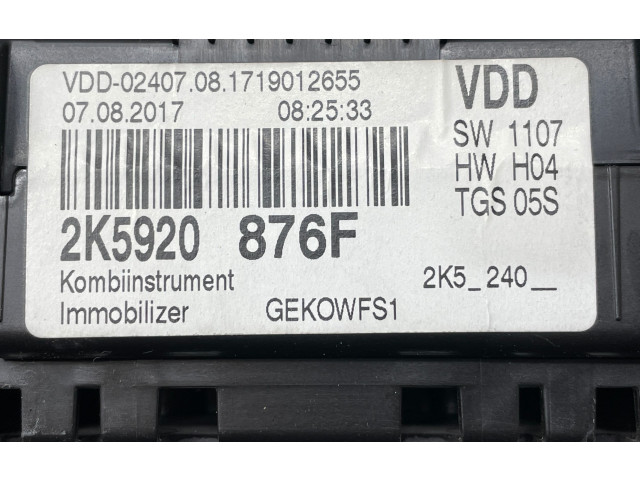 VDD-02407.08.1719012655
07.08.2017 08:25:33
VDD
SW 1107
HW H04
TGS 05S
2K5920 876F
Kombiinstrument 2K5_240__
Immobilizer GEKOWFS1